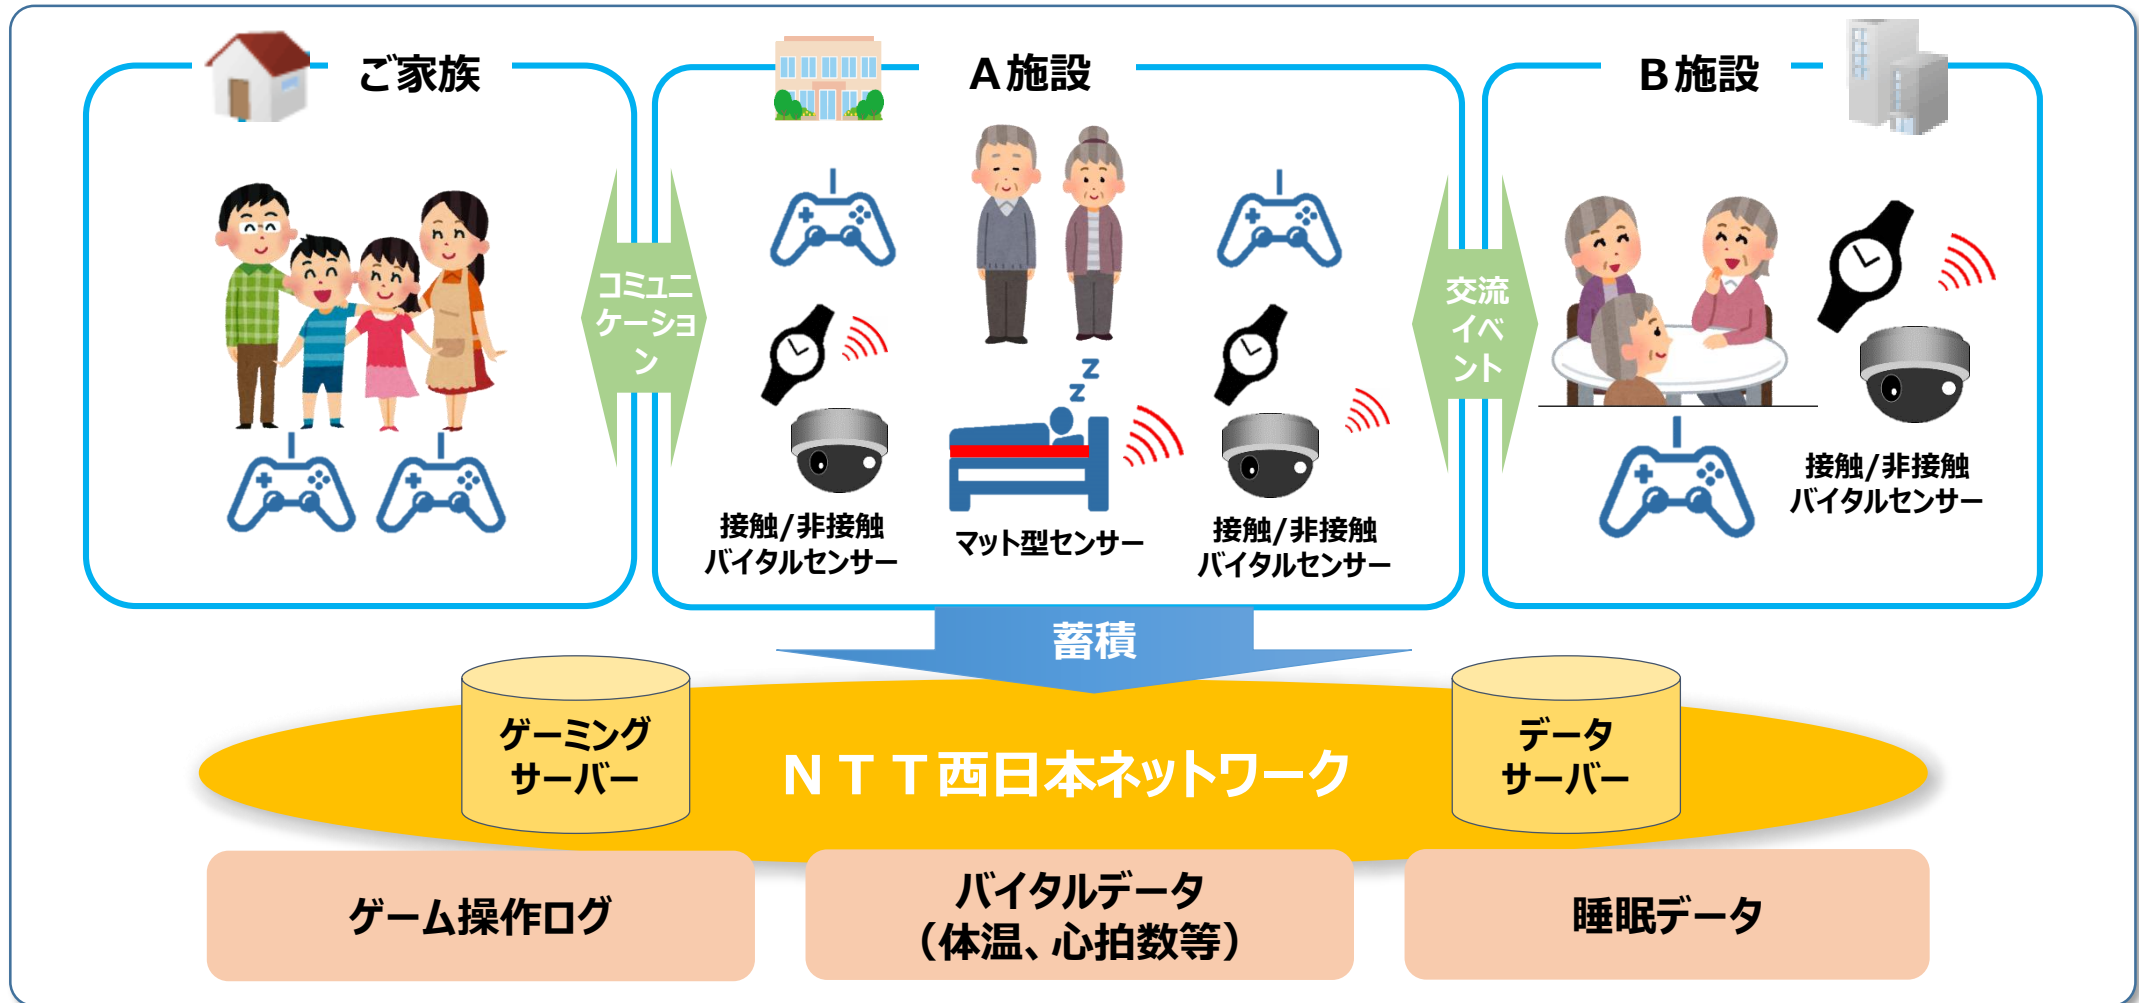 ご家族
A施設
B施設
コミュニ
ケーショ
ン
交流
イベ
ント
z
z
接触/非接触
バイタルセンサー
マット型センサー
接触/非接触
バイタルセンサー
接触/非接触
バイタルセンサー
蓄積
ゲーミング
サーバー
ＮＴＴ西日本ネットワーク
データ
サーバー
ゲーム操作ログ
バイタルデータ
（体温、心拍数等）
睡眠データ